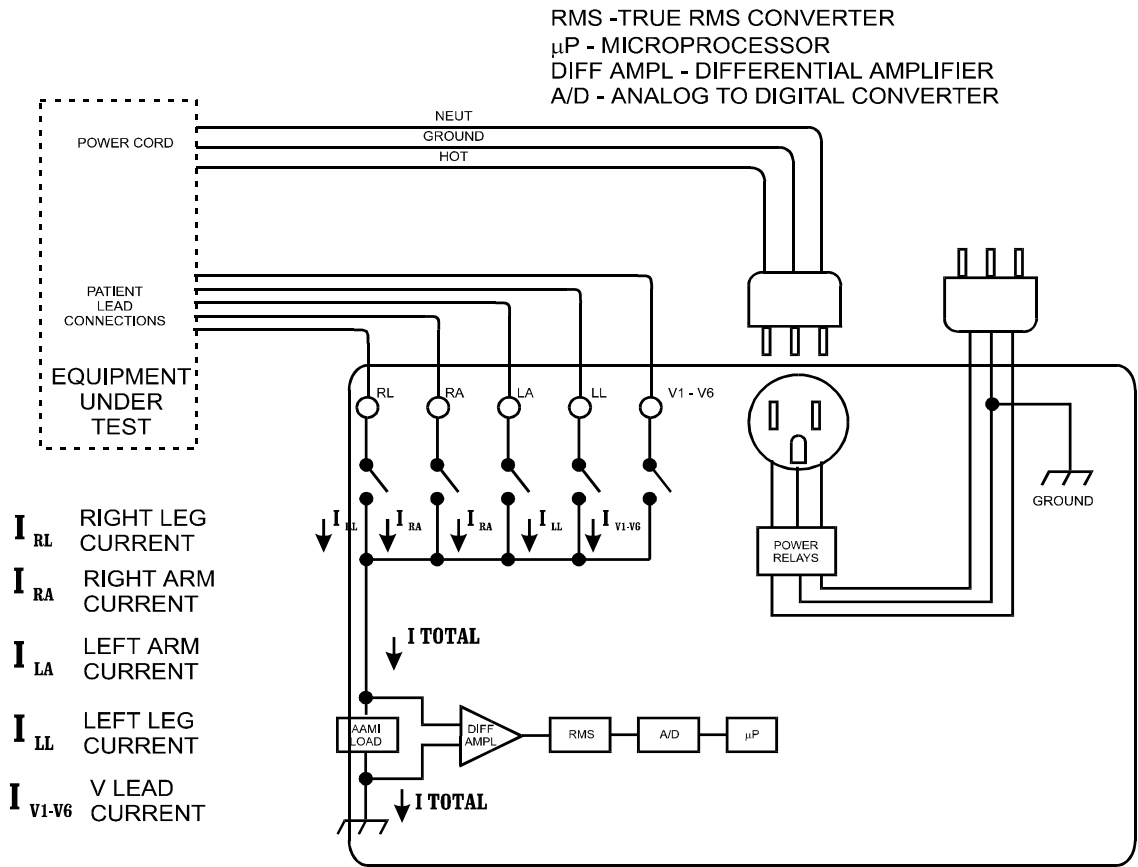 RMS -TRUE RMS CONVERTER
µP - MICROPROCESSOR
DIFF AMPL - DIFFERENTIAL AMPLIFIER
A/D - ANALOG TO DIGITAL CONVERTER
NEUT
GROUND
HOT
POWER CORD
PATIENT
LEAD
CONNECTIONS
EQUIPMENT
UNDER
TEST
RL
RA
LA
LL
V1 - V6
GROUND
POWER
RELAYS
I RL
I RA
I RA
I LL
I V1-V6
I RL
RIGHT LEG
CURRENT
I RA
RIGHT ARM
CURRENT
I LA
LEFT ARM
CURRENT
I LL
LEFT LEG
CURRENT
I V1-V6
V LEAD
CURRENT
I TOTAL
AAMI
LOAD
DIFF
AMPL
RMS
A/D
µP
I TOTAL